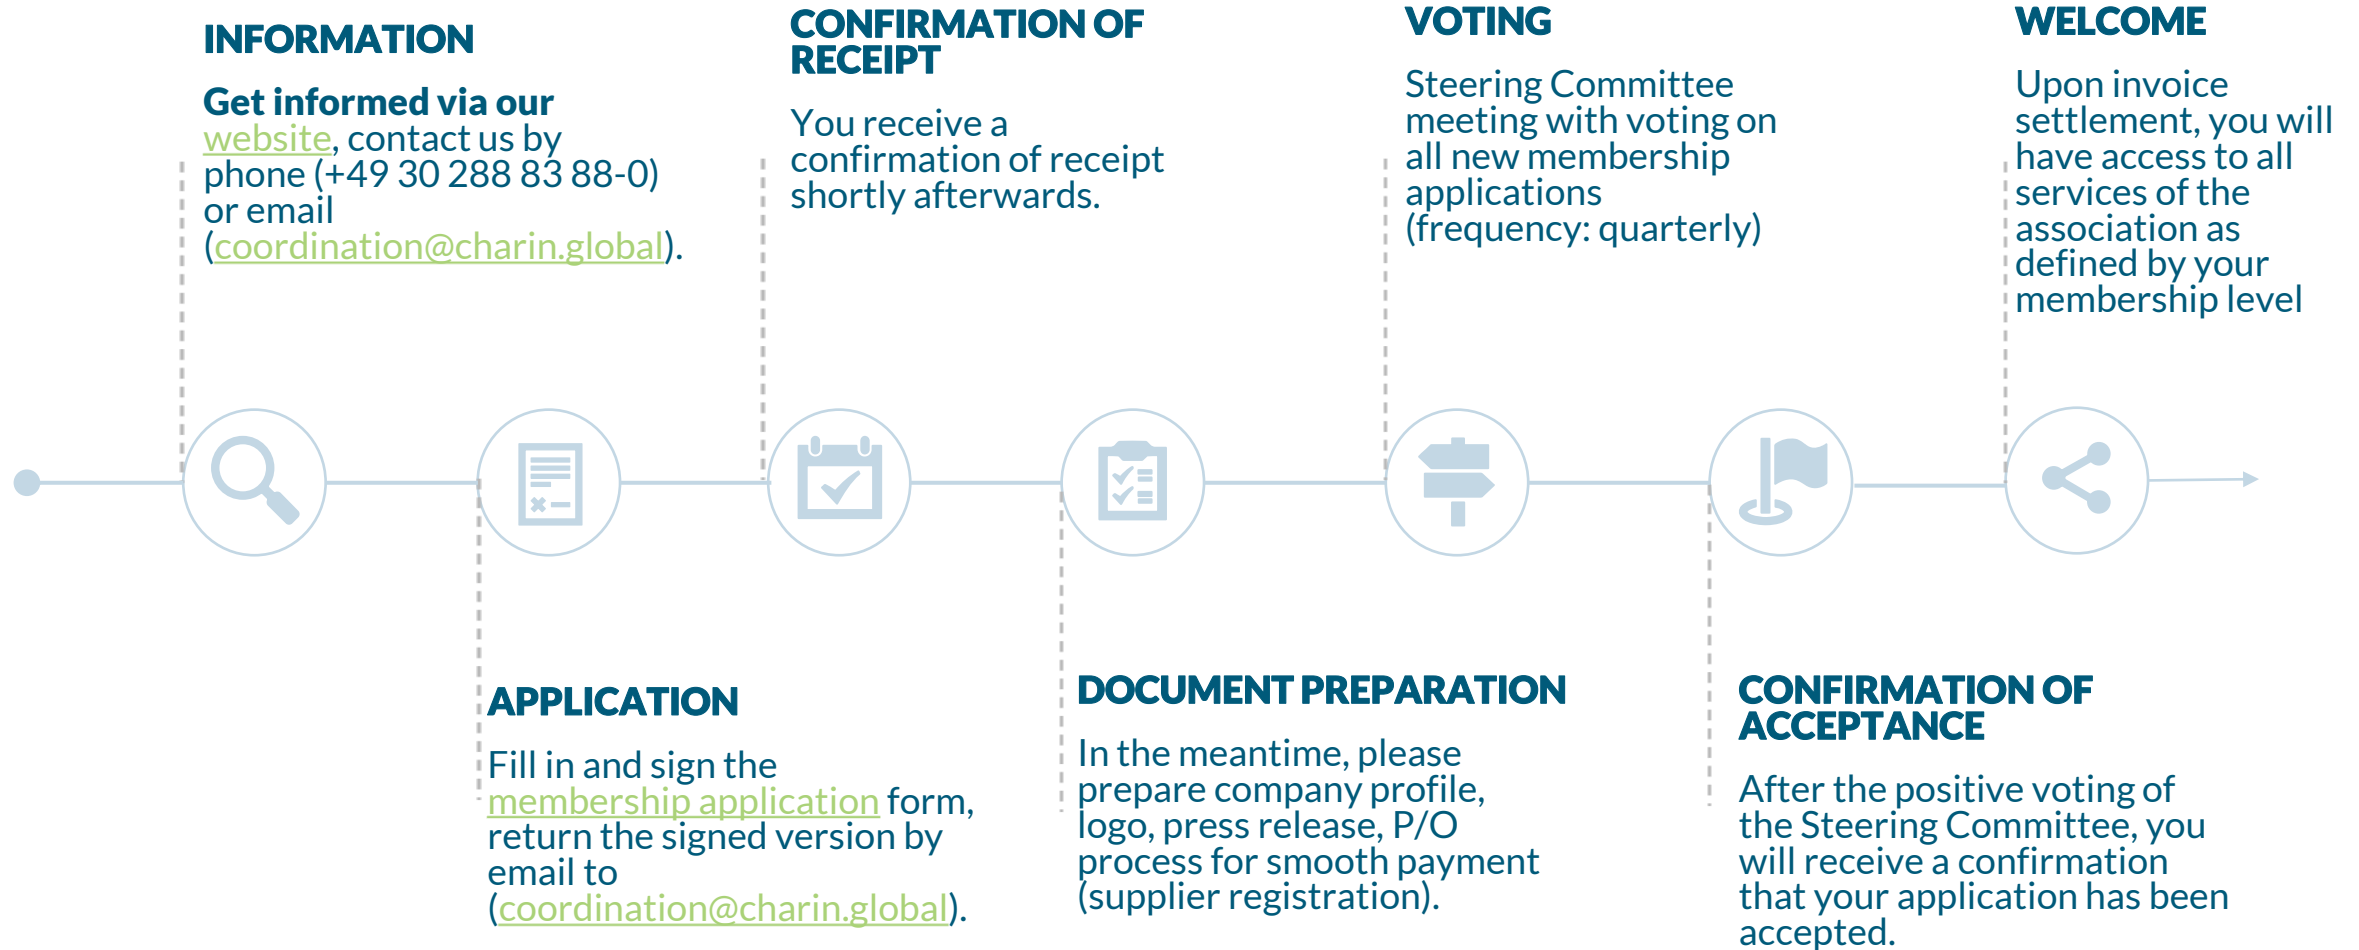 INFORMATION
Get informed via our
website, contact us by
phone (+49 30 288 83 88-0)
or email
(coordination@charin.global).
APPLICATION
Fill in and sign the
membership application form,
return the signed version by
email to
(coordination@charin.global).
CONFIRMATION OF
RECEIPT
You receive a
confirmation of receipt
shortly afterwards.
DOCUMENT PREPARATION
In the meantime, please
prepare company profile,
logo, press release, P/O
process for smooth payment
(supplier registration).
VOTING
Steering Committee
meeting with voting on
all new membership
applications
(frequency: quarterly)
CONFIRMATION OF
ACCEPTANCE
After the positive voting of
the Steering Committee, you
will receive a confirmation
that your application has been
accepted.
WELCOME
Upon invoice
settlement, you will
have access to all
services of the
association as
defined by your
membership level